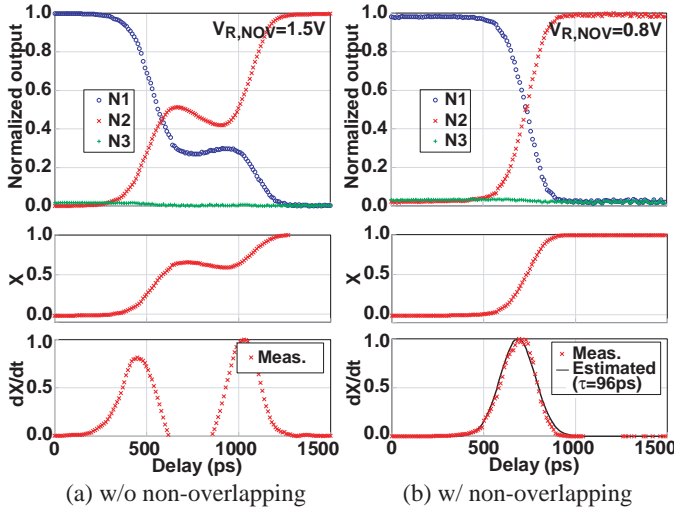 1.0
0.8
0.6
0.4
0.2
0.0
Normalized output
V_R,NOV=1.5V
N1
N2
N3
1.0
0.5
0.0
X
1.0
0.5
0.0
dX/dt
Meas.
0
500
1000
1500
Delay (ps)
(a) w/o non-overlapping
1.0
0.8
0.6
0.4
0.2
0.0
Normalized output
V_R,NOV=0.8V
N1
N2
N3
1.0
0.5
0.0
X
1.0
0.5
0.0
dX/dt
Meas.
Estimated
(τ=96ps)
0
500
1000
1500
Delay (ps)
(b) w/ non-overlapping